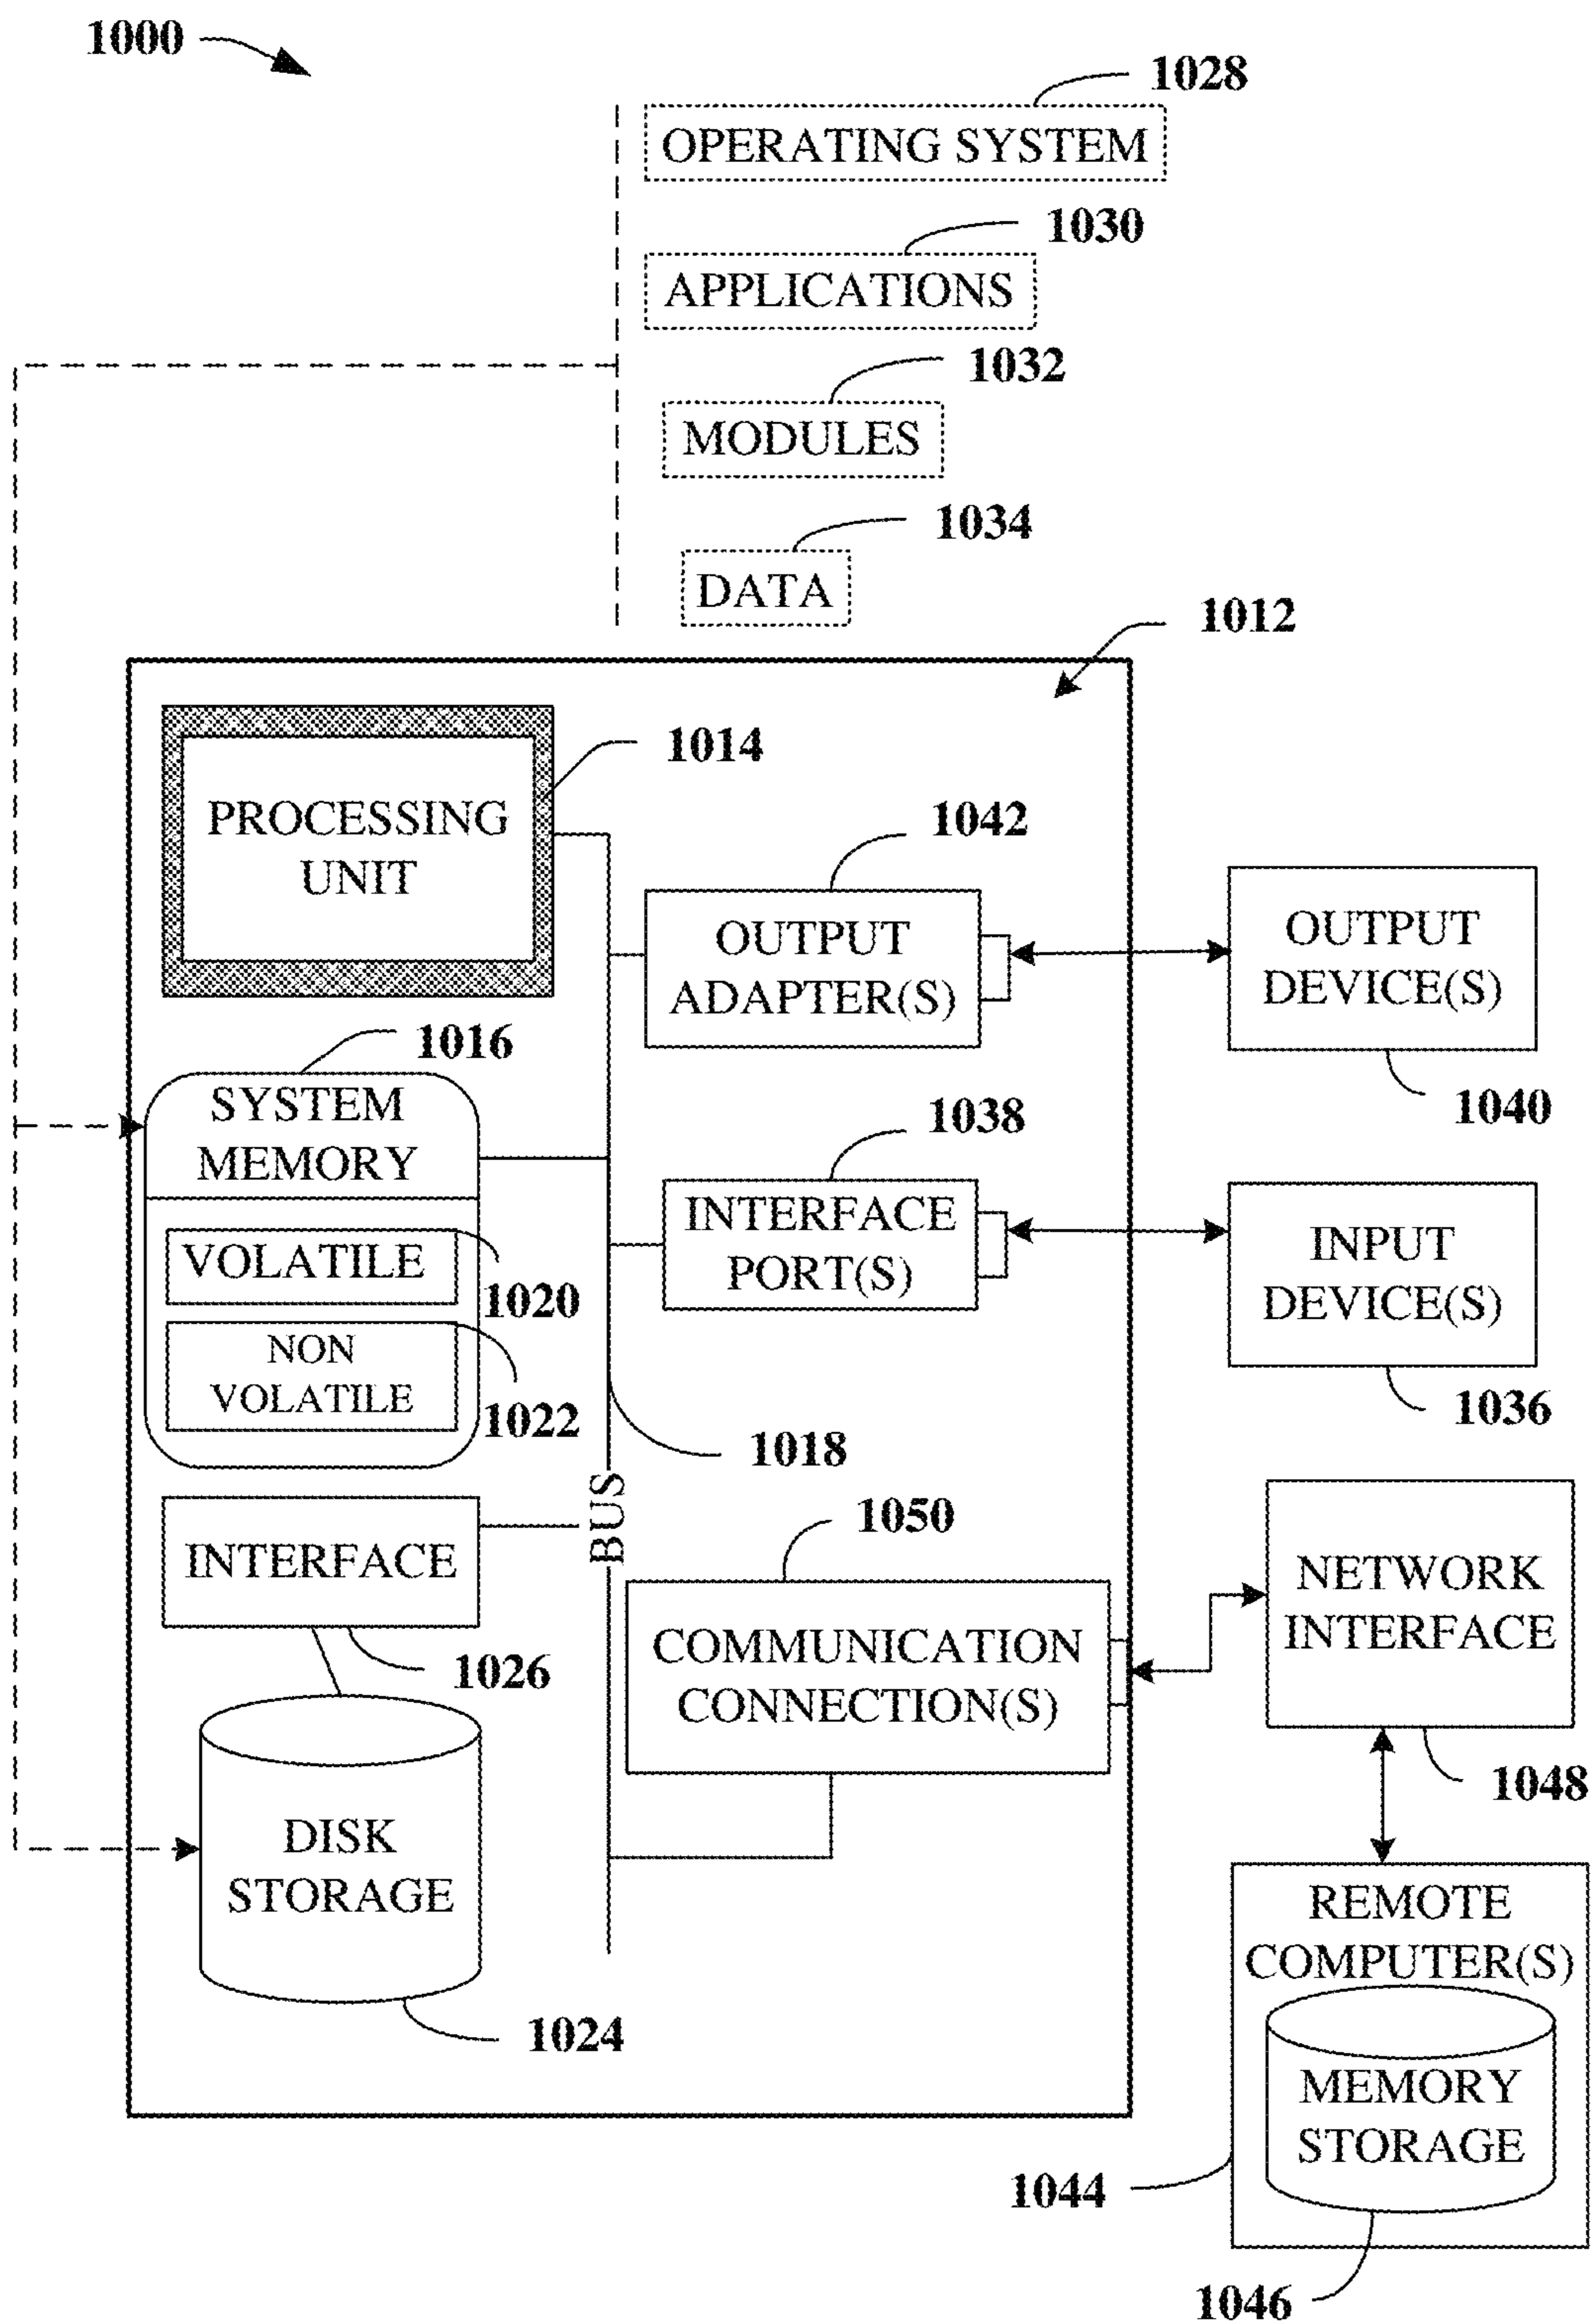 1000
1028
OPERATING SYSTEM
1030
APPLICATIONS
1032
MODULES
1034
DATA
1012
1014
PROCESSING
UNIT
1042
OUTPUT
ADAPTER(S)
OUTPUT
DEVICE(S)
1040
1016
SYSTEM
MEMORY
VOLATILE
1020
NON
VOLATILE
1022
1038
INTERFACE
PORT(S)
INPUT
DEVICE(S)
1036
1018
BUS
INTERFACE
1026
1050
COMMUNICATION
CONNECTION(S)
NETWORK
INTERFACE
1048
DISK
STORAGE
1024
REMOTE
COMPUTER(S)
MEMORY
STORAGE
1044
1046